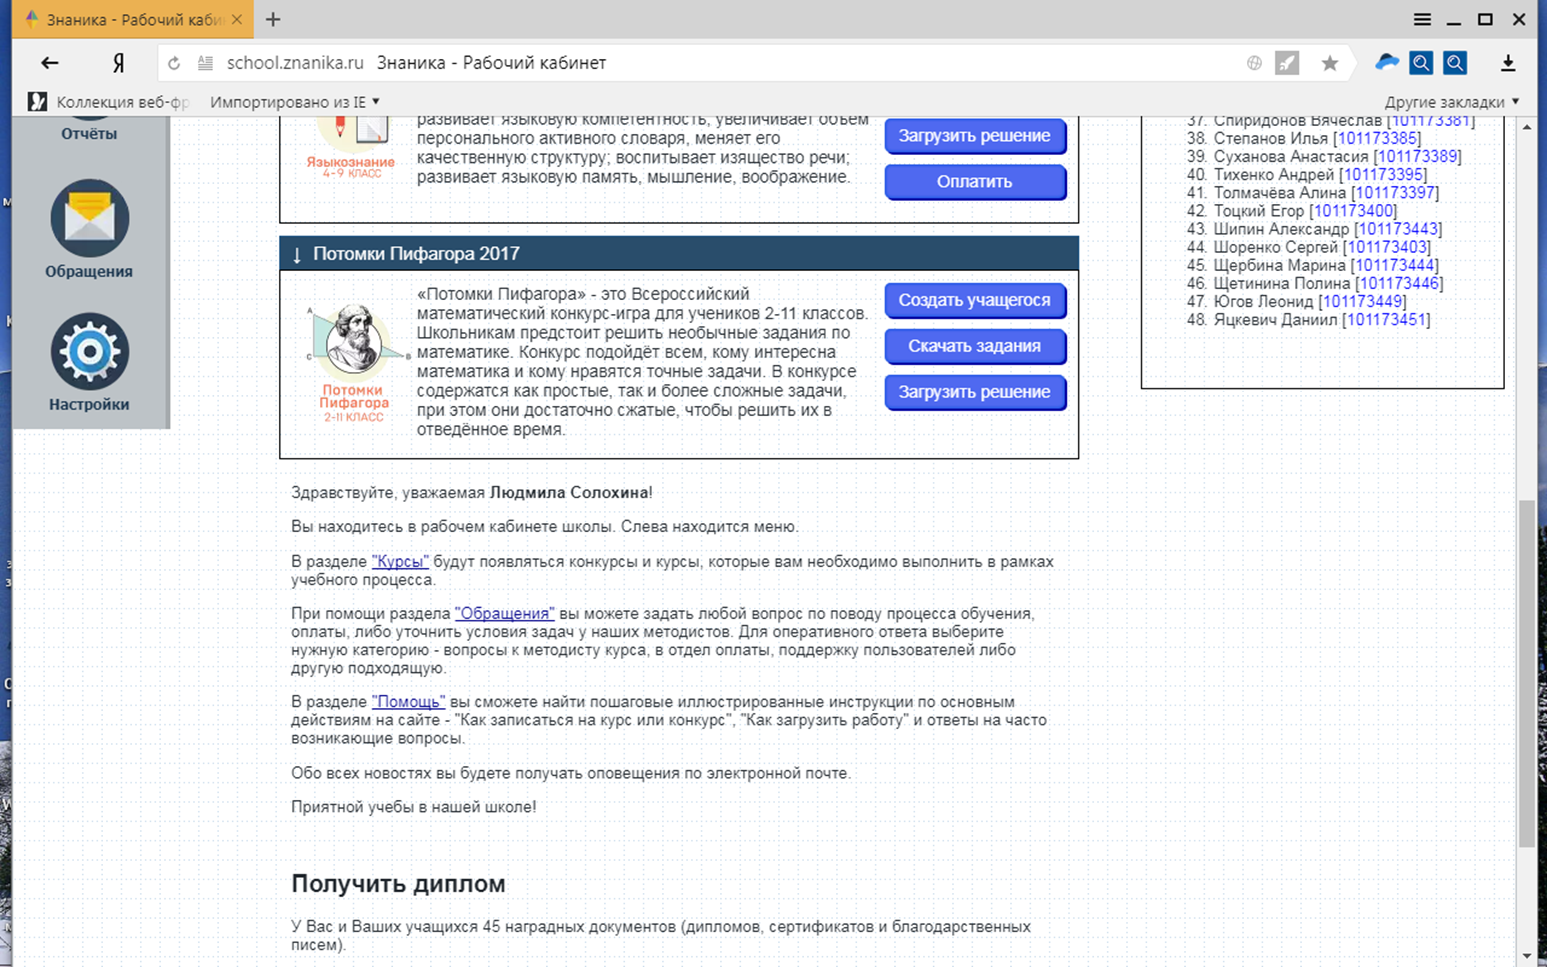 Знаника - Рабочий каби
school.znanika.ru Знаника - Рабочий кабинет
Коллекция веб-фр
Импортировано из IE
Другие закладки
Отчёты
Обращения
Настройки
Языкознание
4-9 КЛАСС
развивает языковую компетентность, увеличивает объем
персонального активного словаря, меняет его
качественную структуру; воспитывает изящество речи;
развивает языковую память, мышление, воображение.
Загрузить решение
Оплатить
↓ Потомки Пифагора 2017
A
C
B
Потомки
Пифагора
2-11 КЛАСС
«Потомки Пифагора» - это Всероссийский
математический конкурс-игра для учеников 2-11 классов.
Школьникам предстоит решить необычные задания по
математике. Конкурс подойдёт всем, кому интересна
математика и кому нравятся точные задачи. В конкурсе
содержатся как простые, так и более сложные задачи,
при этом они достаточно сжатые, чтобы решить их в
отведённое время.
Создать учащегося
Скачать задания
Загрузить решение
37. Спиридонов Вячеслав [101173381]
38. Степанов Илья [101173385]
39. Суханова Анастасия [101173389]
40. Тихенко Андрей [101173395]
41. Толмачёва Алина [101173397]
42. Тоцкий Егор [101173400]
43. Шипин Александр [101173443]
44. Шоренко Сергей [101173403]
45. Щербина Марина [101173444]
46. Щетинина Полина [101173446]
47. Югов Леонид [101173449]
48. Яцкевич Даниил [101173451]
Здравствуйте, уважаемая Людмила Солохина!
Вы находитесь в рабочем кабинете школы. Слева находится меню.
В разделе "Курсы" будут появляться конкурсы и курсы, которые вам необходимо выполнить в рамках
учебного процесса.
При помощи раздела "Обращения" вы можете задать любой вопрос по поводу процесса обучения,
оплаты, либо уточнить условия задач у наших методистов. Для оперативного ответа выберите
нужную категорию - вопросы к методисту курса, в отдел оплаты, поддержку пользователей либо
другую подходящую.
В разделе "Помощь" вы сможете найти пошаговые иллюстрированные инструкции по основным
действиям на сайте - "Как записаться на курс или конкурс", "Как загрузить работу" и ответы на часто
возникающие вопросы.
Обо всех новостях вы будете получать оповещения по электронной почте.
Приятной учебы в нашей школе!
Получить диплом
У Вас и Ваших учащихся 45 наградных документов (дипломов, сертификатов и благодарственных
писем).